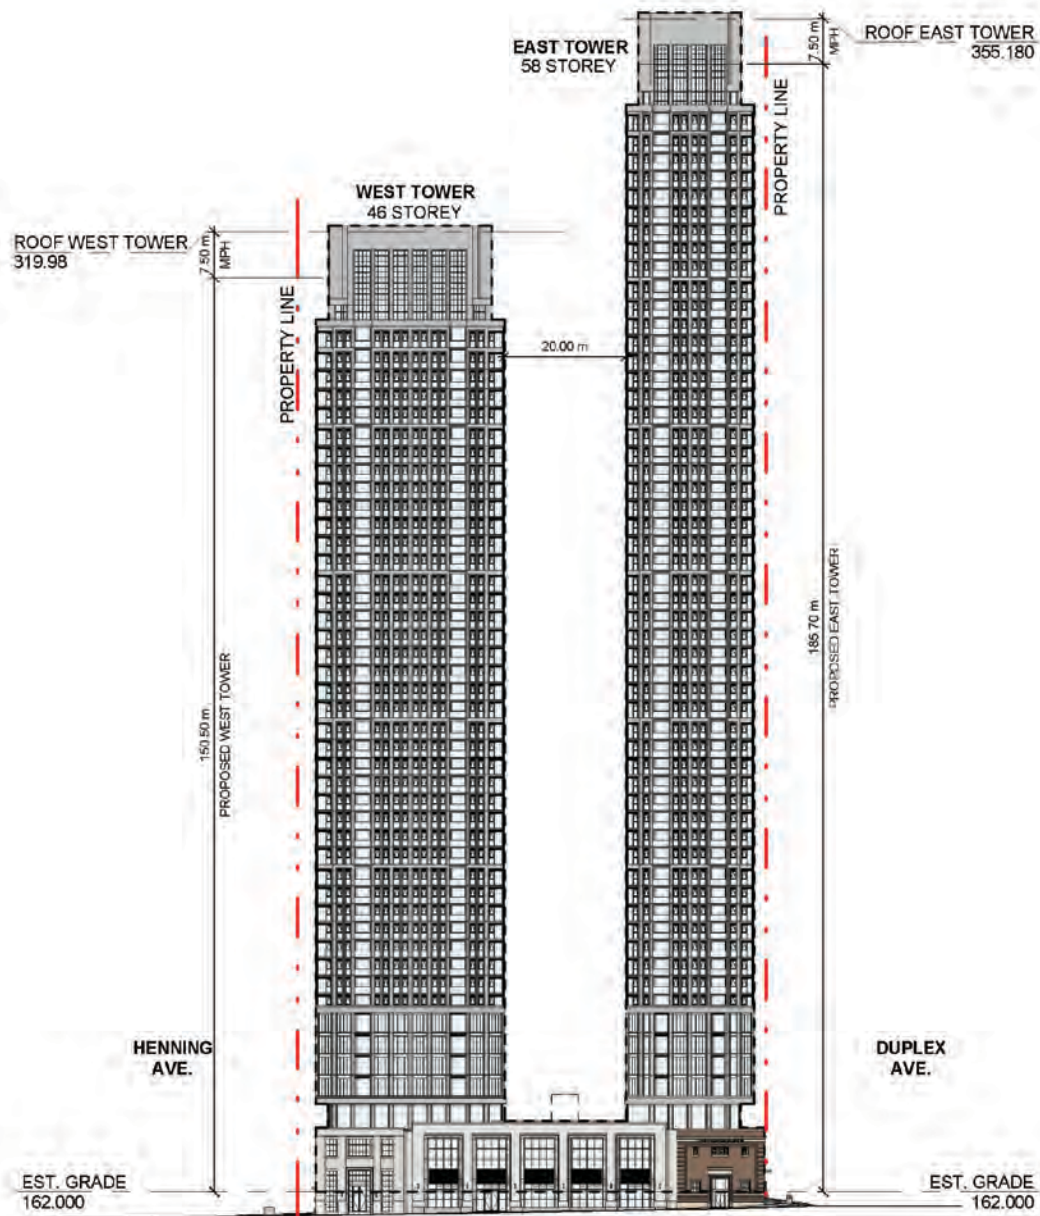 EAST TOWER
58 STOREY
7.50 m
MPH
ROOF EAST TOWER
355.180
PROPERTY LINE
WEST TOWER
46 STOREY
ROOF WEST TOWER
319.98
7.50 m
MPH
PROPERTY LINE
20.00 m
185.70 m
PROPOSED EAST TOWER
150.50 m
PROPOSED WEST TOWER
HENNING
AVE.
DUPLEX
AVE.
EST. GRADE
162.000
EST. GRADE
162.000